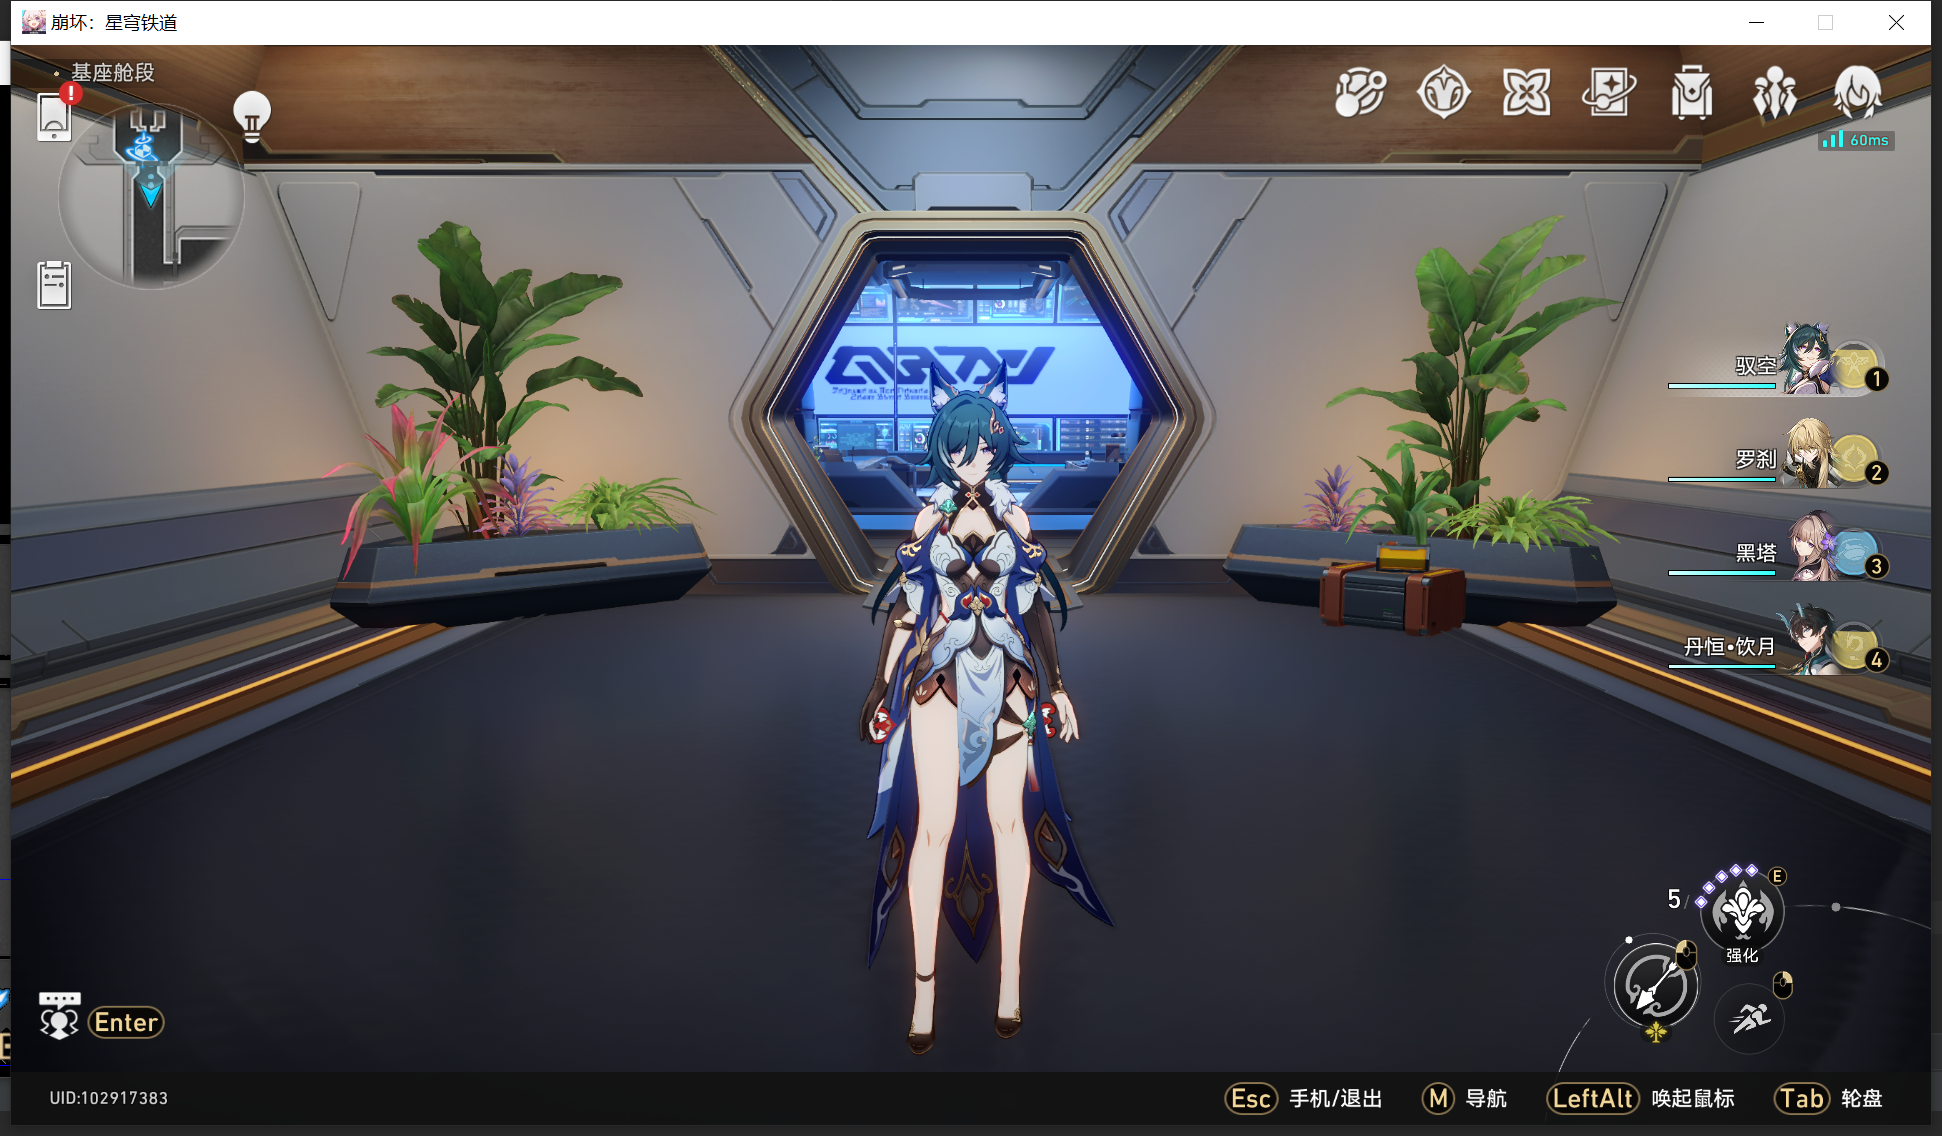 崩坏：星穹铁道
基座舱段
60ms
驭空
1
罗刹
2
黑塔
3
丹恒•饮月
4
5/
E
强化
Enter
UID:102917383
Esc 手机/退出
M 导航
LeftAlt 唤起鼠标
Tab 轮盘